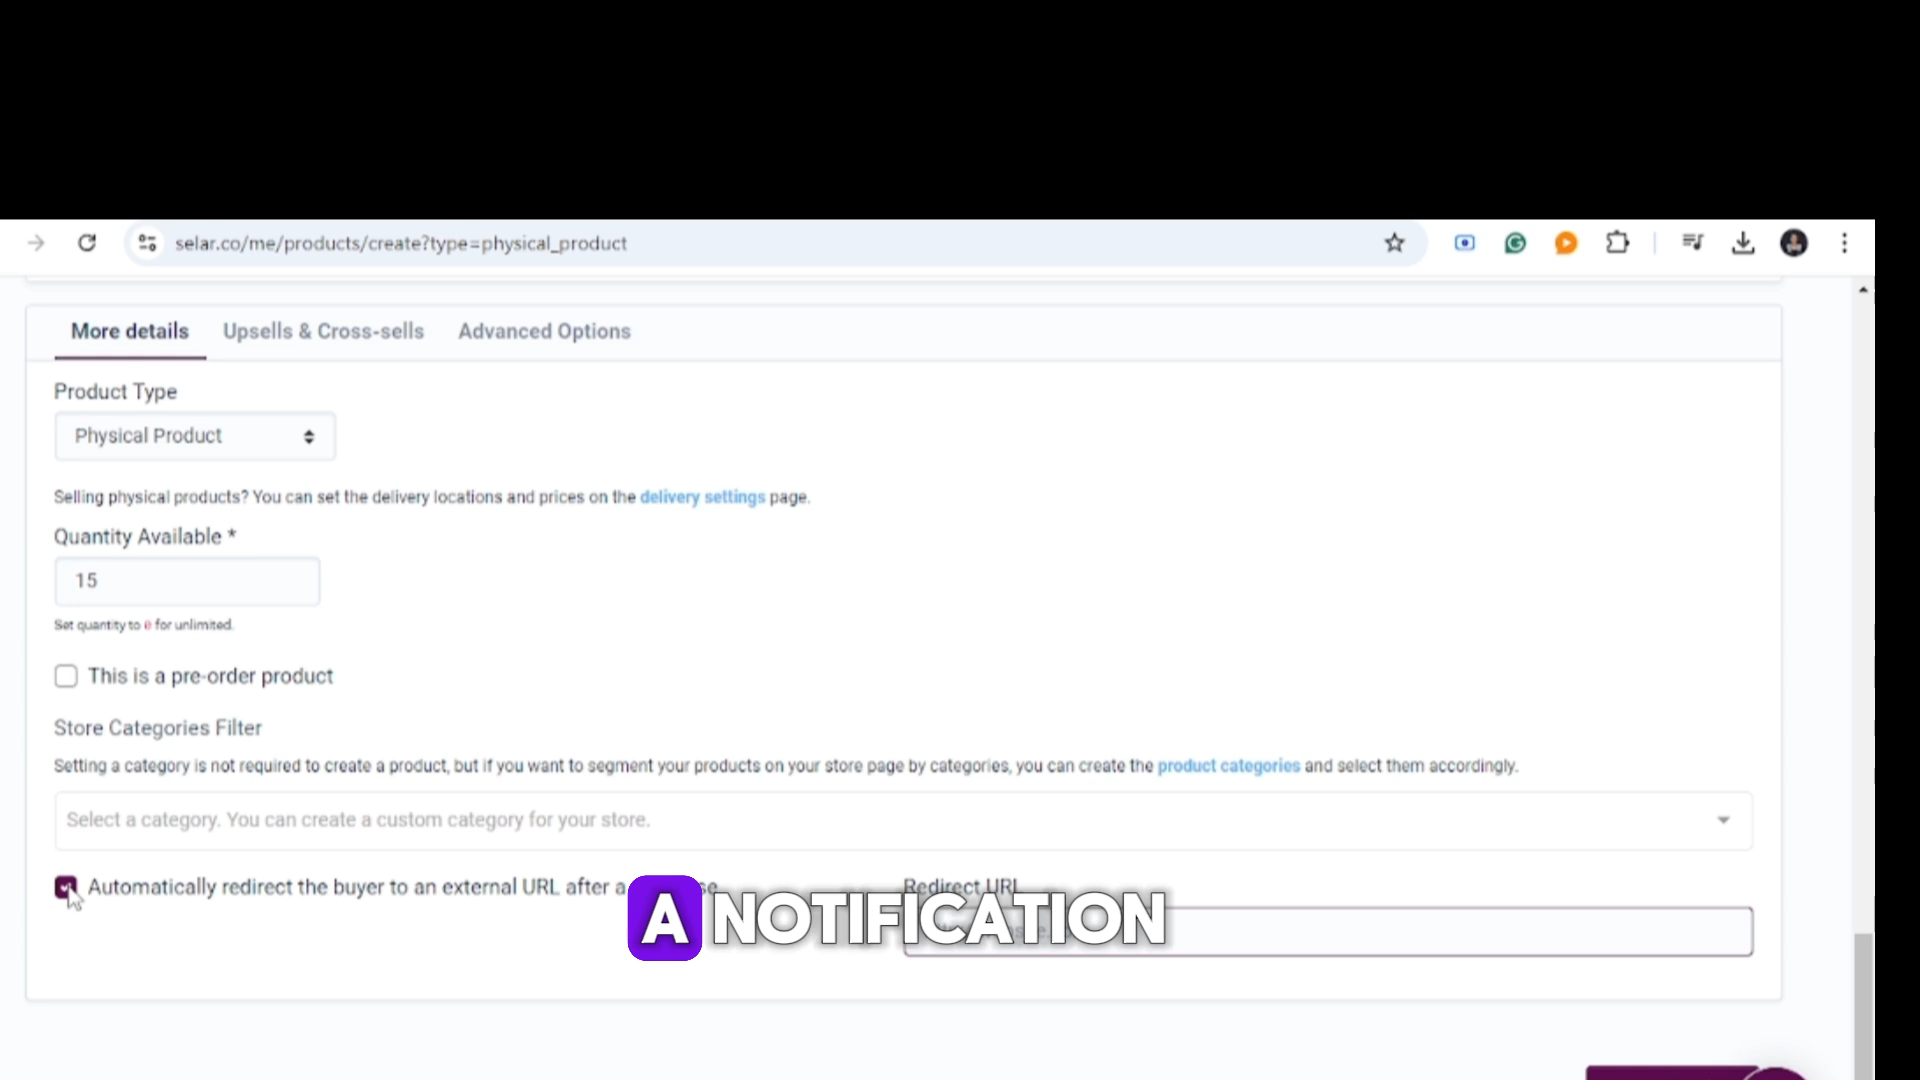 selar.co/me/products/create?type=physical_product
More details Upsells & Cross-sells Advanced Options
Product Type
Physical Product
Selling physical products? You can set the delivery locations and prices on the delivery settings page.
Quantity Available *
15
Set quantity to 0 for unlimited.
This is a pre-order product
Store Categories Filter
Setting a category is not required to create a product, but if you want to segment your products on your store page by categories, you can create the product categories and select them accordingly.
Select a category. You can create a custom category for your store.
Automatically redirect the buyer to an external URL after a
Redirect URL
A NOTIFICATION